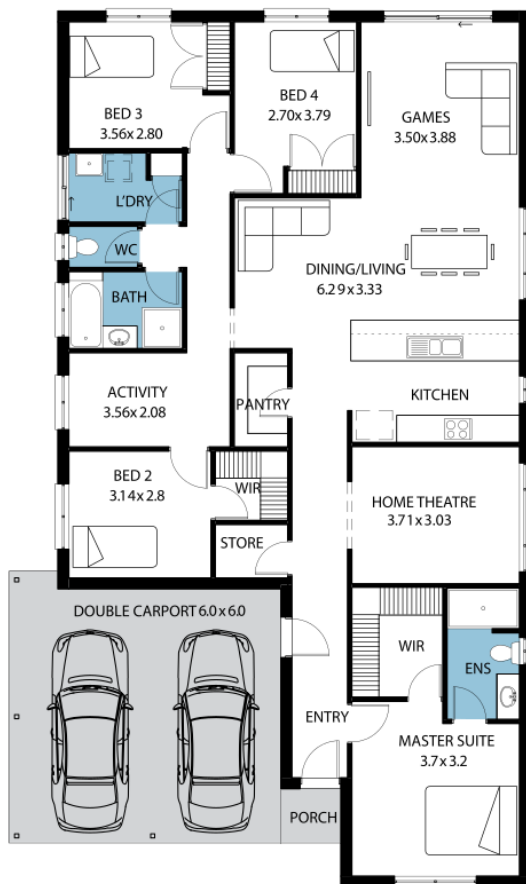 BED 3
3.56 x 2.80
BED 4
2.70 x 3.79
GAMES
3.50 x 3.88
L'DRY
WC
BATH
DINING/LIVING
6.29 x 3.33
ACTIVITY
3.56 x 2.08
PANTRY
KITCHEN
BED 2
3.14 x 2.8
WIR
HOME THEATRE
3.71 x 3.03
STORE
DOUBLE CARPORT 6.0 x 6.0
WIR
ENS
ENTRY
MASTER SUITE
3.7 x 3.2
PORCH